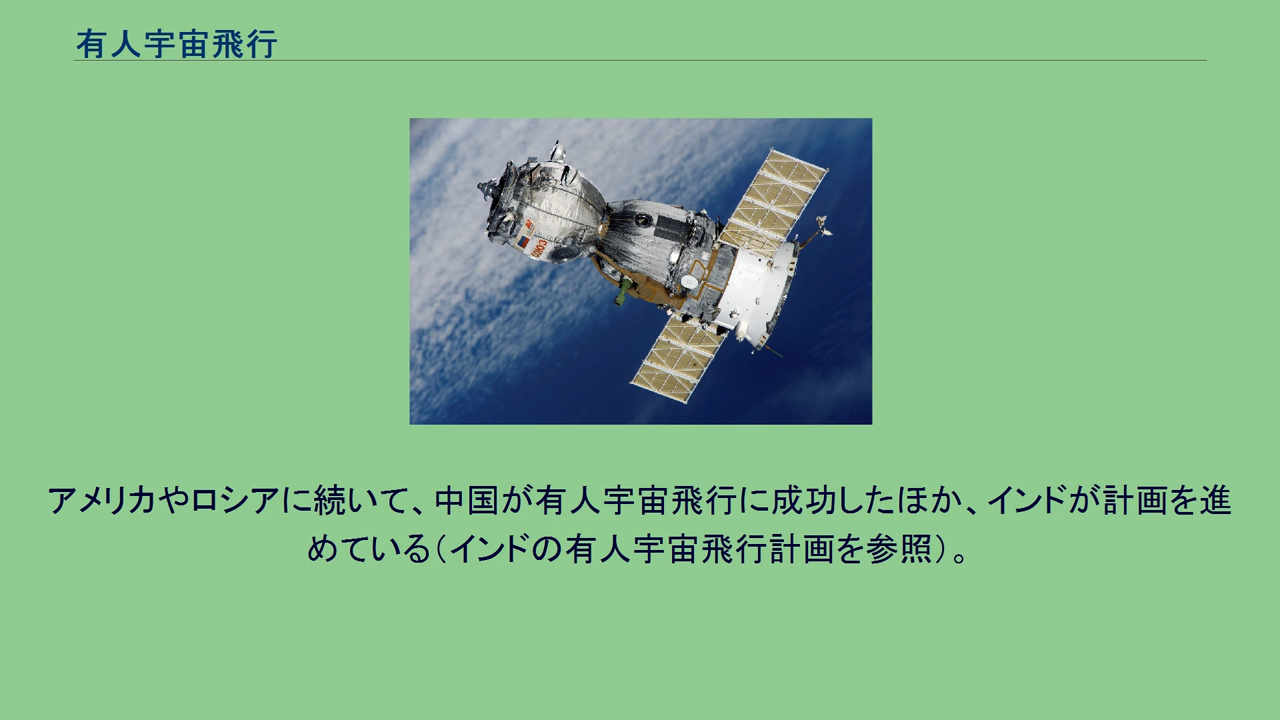 有人宇宙飛行
アメリカやロシアに続いて、中国が有人宇宙飛行に成功したほか、インドが計画を進
めている(インドの有人宇宙飛行計画を参照)。